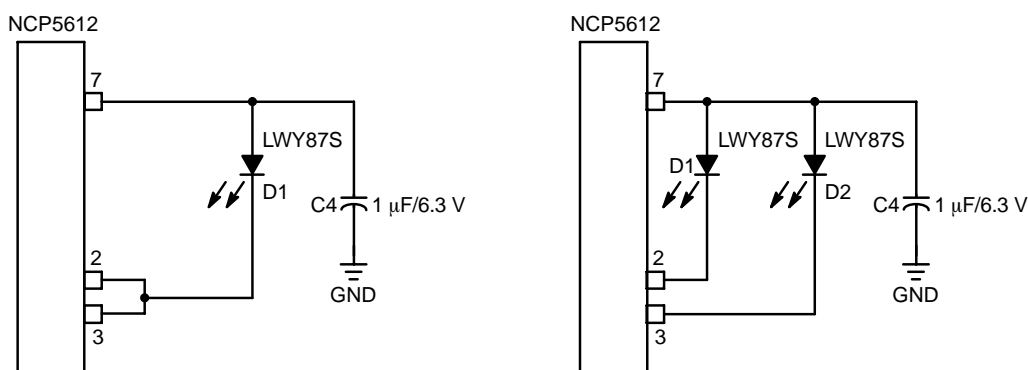 NCP5612
7
LWY87S
D1
C4
1 μF/6.3 V
2
GND
3
NCP5612
7
LWY87S
LWY87S
D1
D2
C4
1 μF/6.3 V
2
GND
3